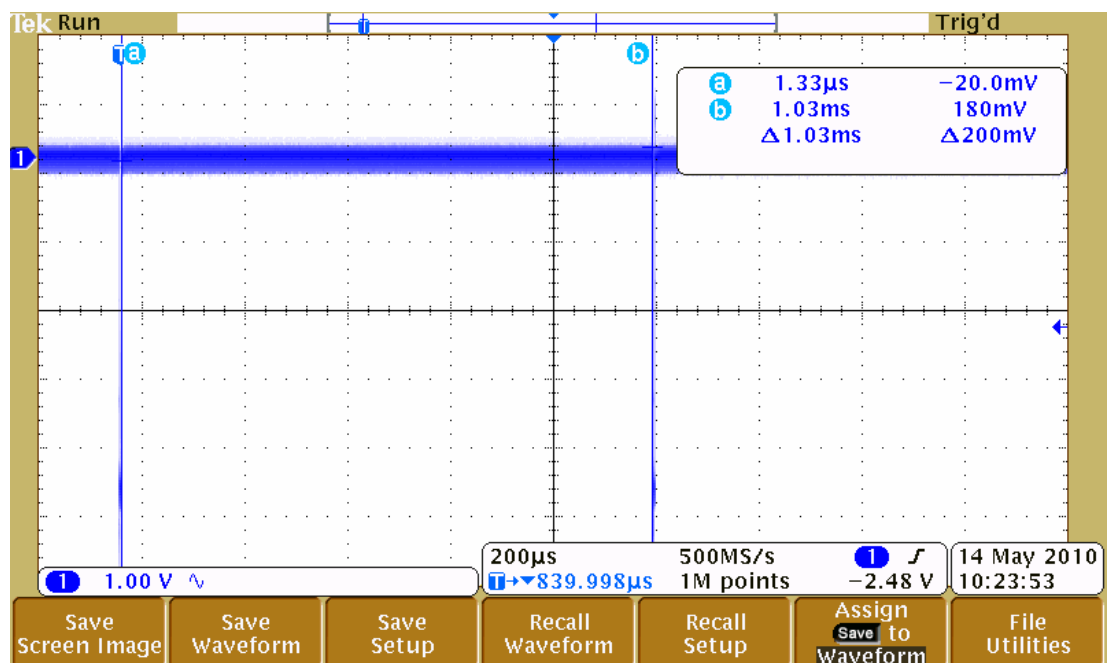 Tek Run
Trig'd
T a
b
a 1.33µs −20.0mV
b 1.03ms 180mV
Δ1.03ms Δ200mV
1
1 1.00 V
200µs 500MS/s 1
T→▼839.998µs 1M points −2.48 V
14 May 2010
10:23:53
Save
Screen Image
Save
Waveform
Save
Setup
Recall
Waveform
Recall
Setup
Assign
Save to
Waveform
File
Utilities